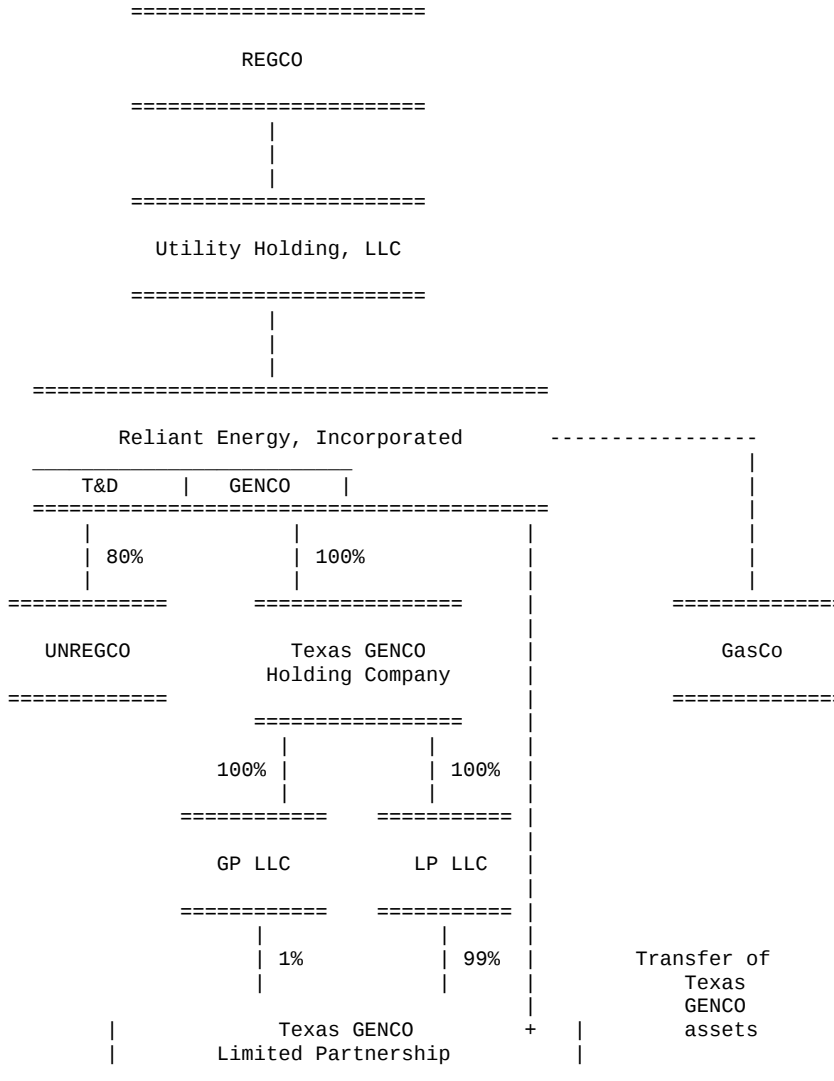 REGCO
Utility Holding, LLC
Reliant Energy, Incorporated
T&D | GENCO |
80% 100%
UNREGCO Texas GENCO GasCo
Holding Company
100% 100%
GP LLC LP LLC
1% 99% Transfer of
Texas
GENCO
Texas GENCO + assets
Limited Partnership